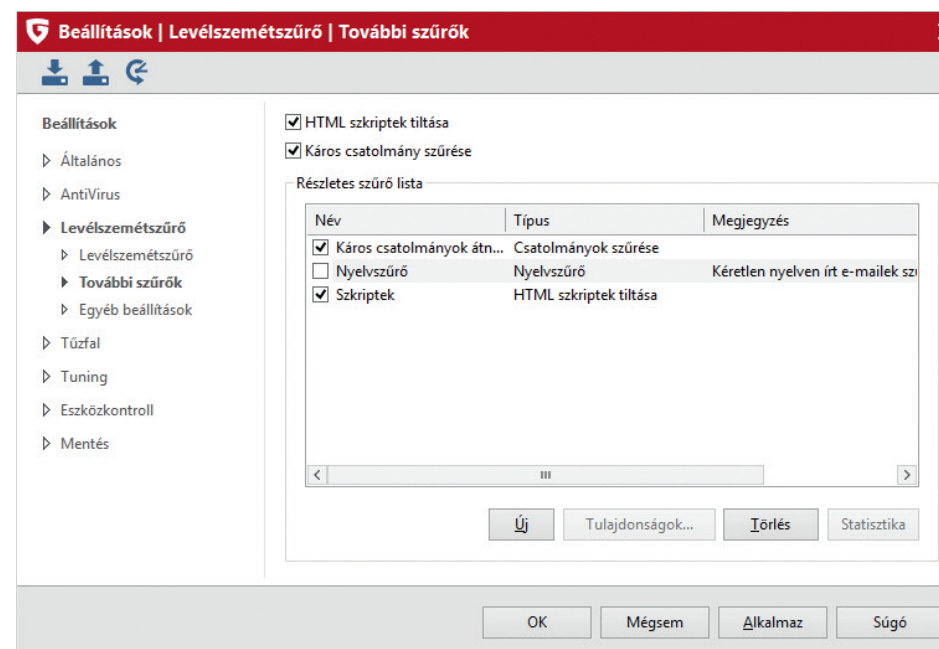 Beállítások | Levélszemétszűrő | További szűrők
Beállítások
Általános
AntiVirus
Levélszemétszűrő
Levélszemétszűrő
További szűrők
Egyéb beállítások
Tűzfal
Tuning
Eszközkontroll
Mentés
HTML szkriptek tiltása
Káros csatolmány szűrése
Részletes szűrő lista
Név Típus Megjegyzés
Káros csatolmányok átn... Csatolmányok szűrése
Nyelvszűrő Nyelvszűrő Kéretlen nyelven írt e-mailek
Szkriptek HTML szkriptek tiltása
Új Tulajdonságok... Törlés Statisztika
OK Mégsem Alkalmaz Súgó